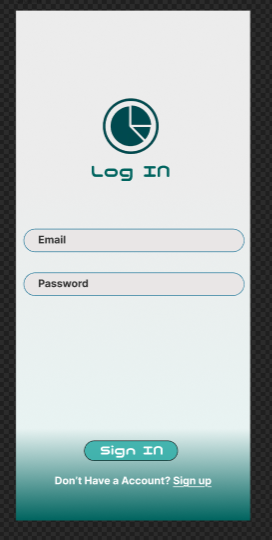 Log In
Email
Password
Sign In
Don't Have a Account? Sign up